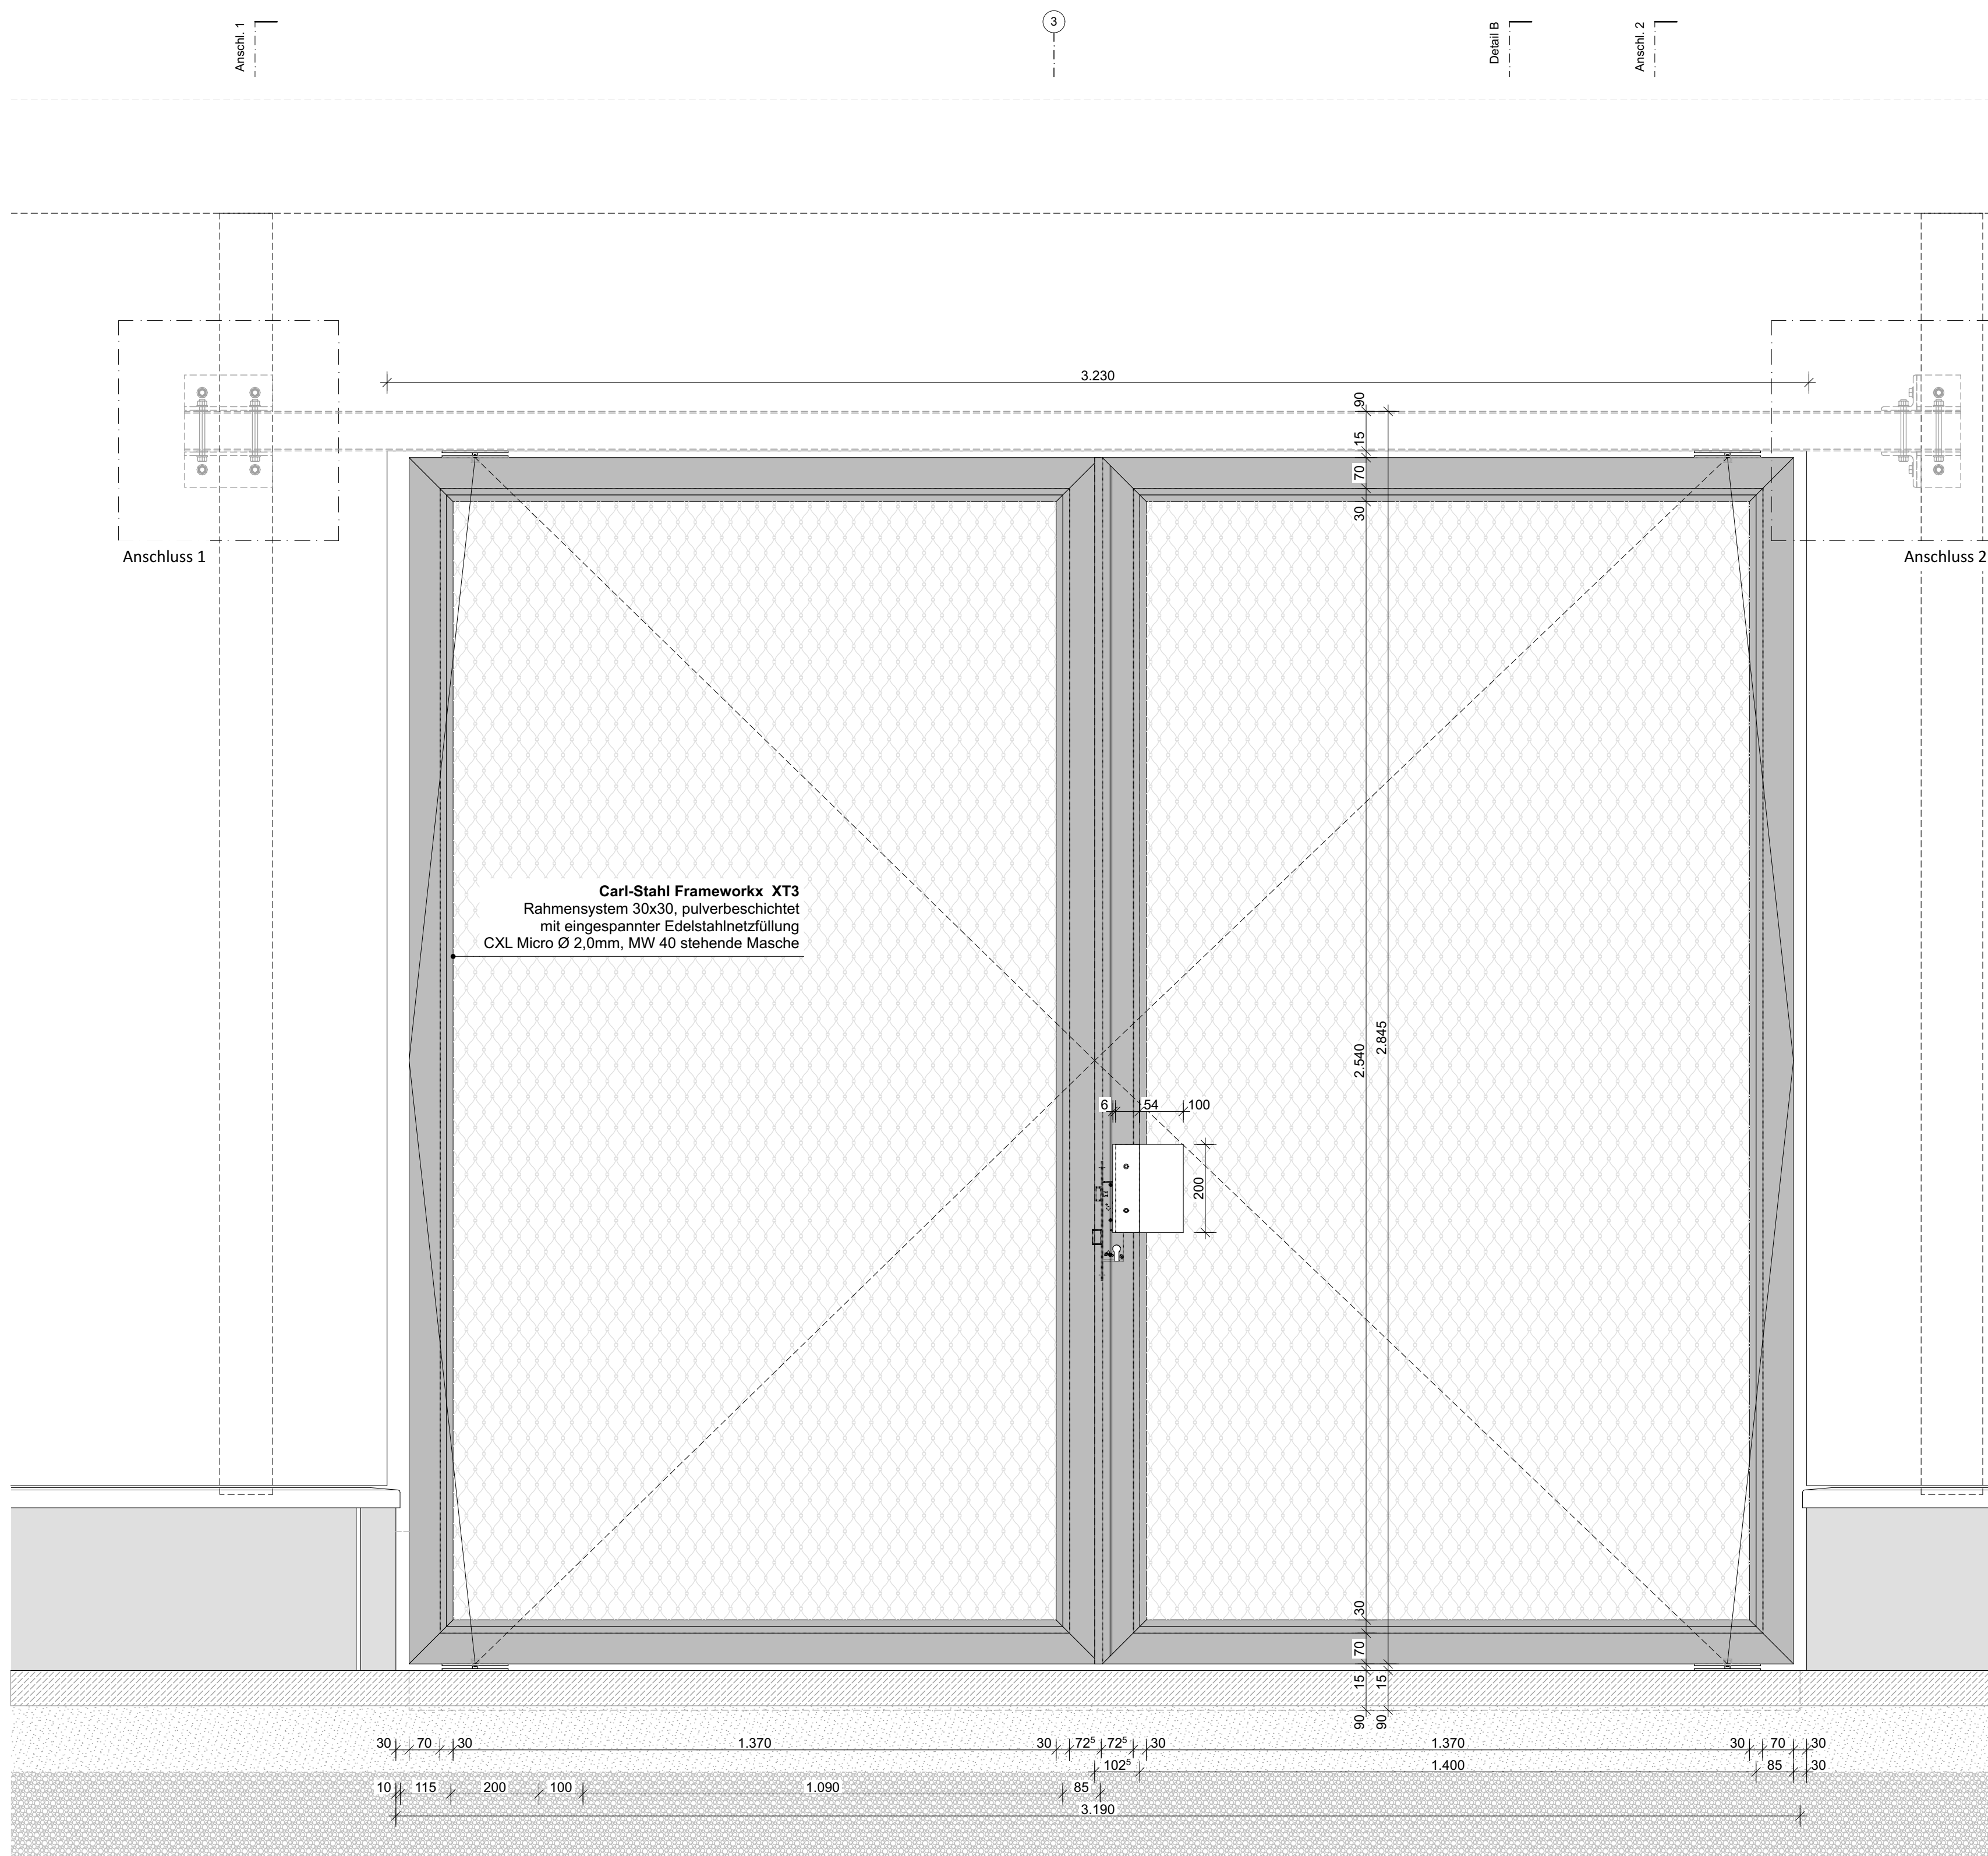 Anschl. 1
3
Detail B
Anschl. 2
3.230
90
15
70
30
Anschluss 1
Anschluss 2
Carl-Stahl Frameworkx XT3
Rahmensystem 30x30, pulverbeschichtet
mit eingespannter Edelstahlnetzfüllung
CXL Micro Ø 2,0mm, MW 40 stehende Masche
2.540
2.845
6 54 100
200
30
70
15 15
90 90
30 70 30 1.370 30 72⁵ 72⁵ 30 1.370 30 70 30
102⁵ 1.400 85 30
10 115 200 100 1.090 85
3.190